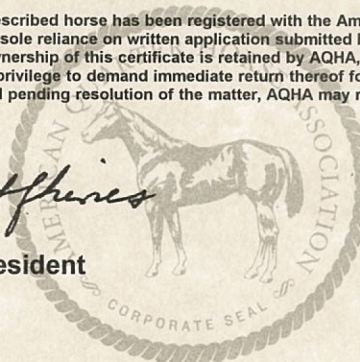 escribed horse has been registered with the Am
sole reliance on written application submitted
wnership of this certificate is retained by AQHA,
privilege to demand immediate return thereof fo
pending resolution of the matter, AQHA may r
AMERICAN
ASSOCIATION
esident
CORPORATE SEAL